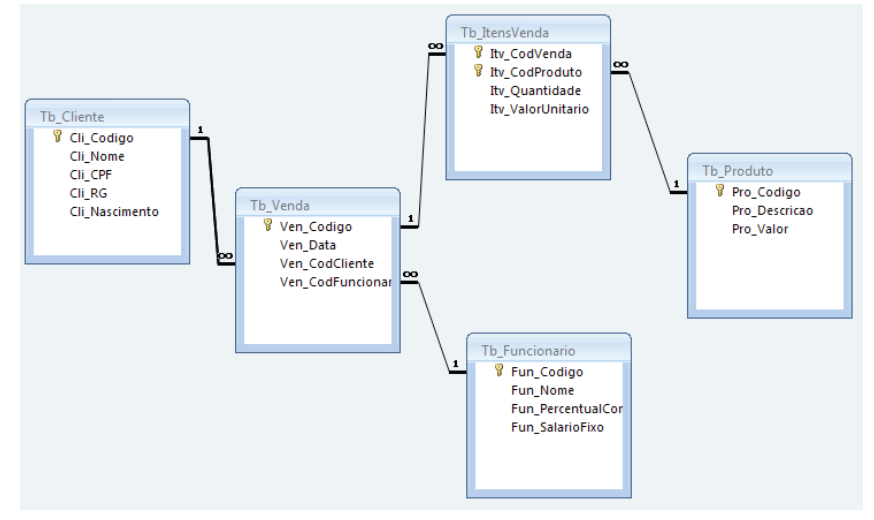 Tb_ItensVenda
∞
Itv_CodVenda
Itv_CodProduto
∞
Itv_Quantidade
Itv_ValorUnitario
Tb_Cliente
1
Cli_Codigo
Cli_Nome
Cli_CPF
Cli_RG
Cli_Nascimento
Tb_Produto
1
Pro_Codigo
Pro_Descricao
Pro_Valor
Tb_Venda
1
Ven_Codigo
Ven_Data
∞
Ven_CodCliente
∞
Ven_CodFuncionar
Tb_Funcionario
1
Fun_Codigo
Fun_Nome
Fun_PercentualCor
Fun_SalarioFixo